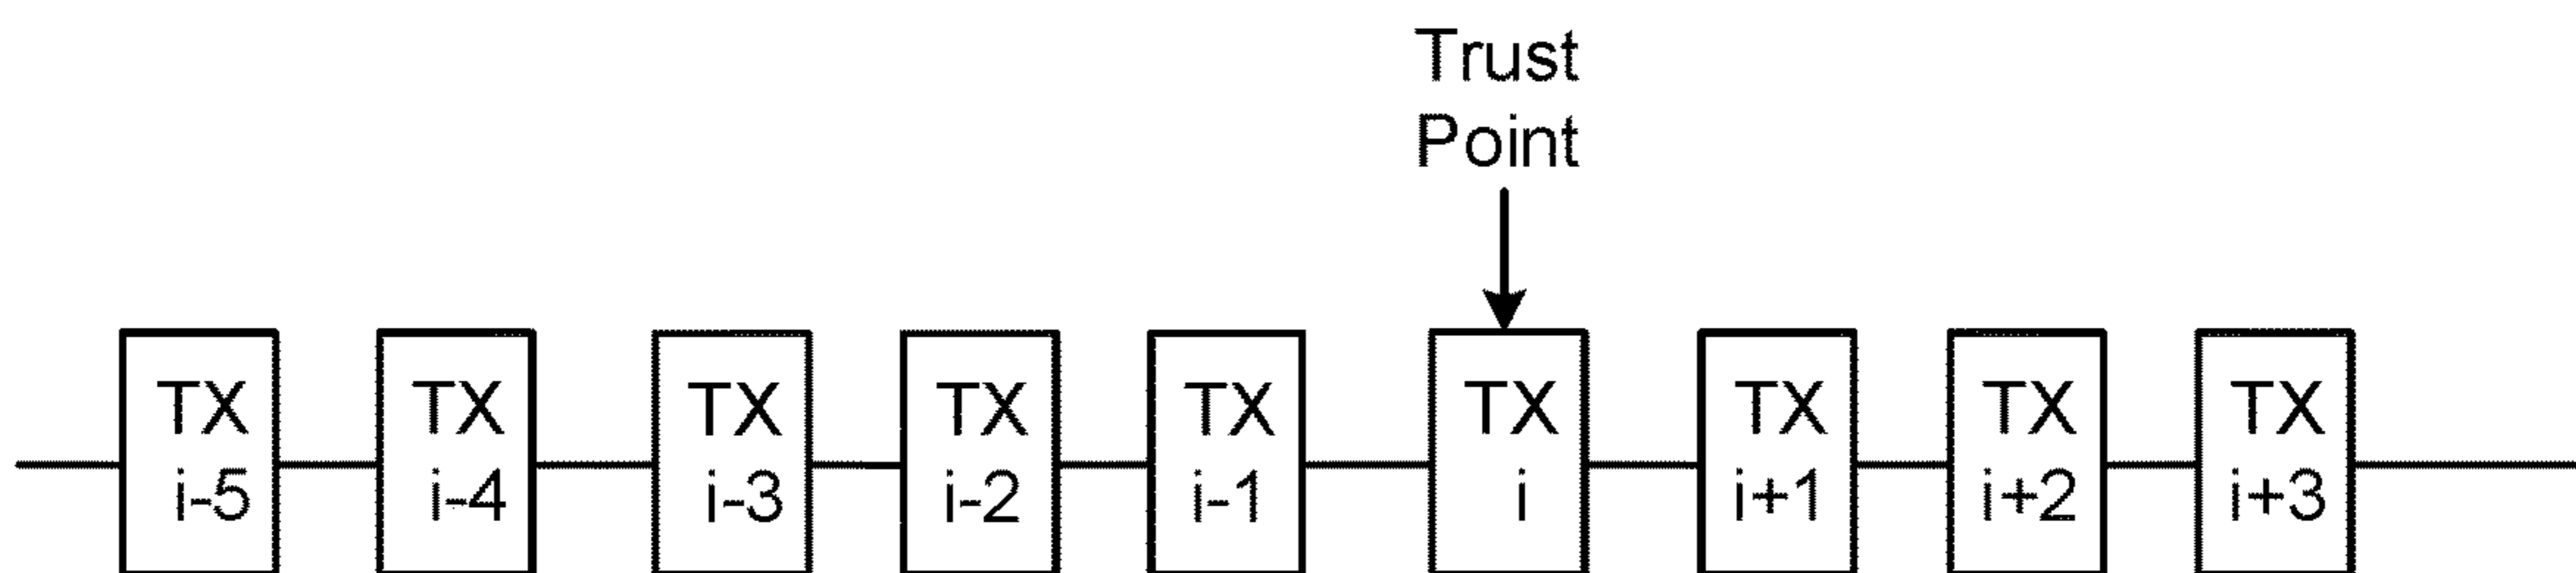 Trust
Point
TX
i-5
TX
i-4
TX
i-3
TX
i-2
TX
i-1
TX
i
TX
i+1
TX
i+2
TX
i+3